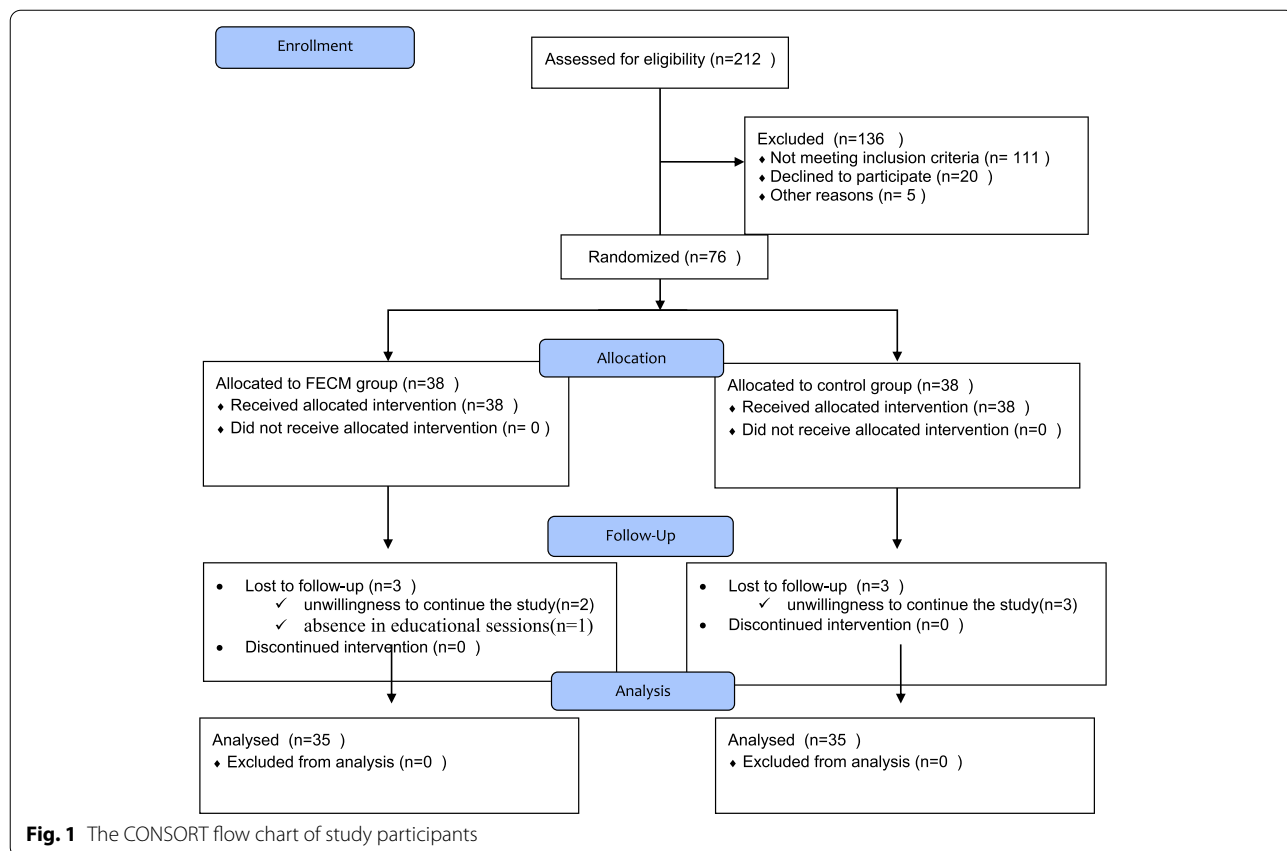 Enrollment
Assessed for eligibility (n=212 )
Excluded (n=136 )
♦ Not meeting inclusion criteria (n= 111 )
♦ Declined to participate (n=20 )
♦ Other reasons (n= 5 )
Randomized (n=76 )
Allocation
Allocated to FECM group (n=38 )
♦ Received allocated intervention (n=38 )
♦ Did not receive allocated intervention (n= 0 )
Allocated to control group (n=38 )
♦ Received allocated intervention (n=38 )
♦ Did not receive allocated intervention (n=0 )
Follow-Up
• Lost to follow-up (n=3 )
✓ unwillingness to continue the study(n=2)
✓ absence in educational sessions(n=1)
• Discontinued intervention (n=0 )
• Lost to follow-up (n=3 )
✓ unwillingness to continue the study(n=3)
• Discontinued intervention (n=0 )
Analysis
Analysed (n=35 )
♦ Excluded from analysis (n=0 )
Analysed (n=35 )
♦ Excluded from analysis (n=0 )
Fig. 1 The CONSORT flow chart of study participants